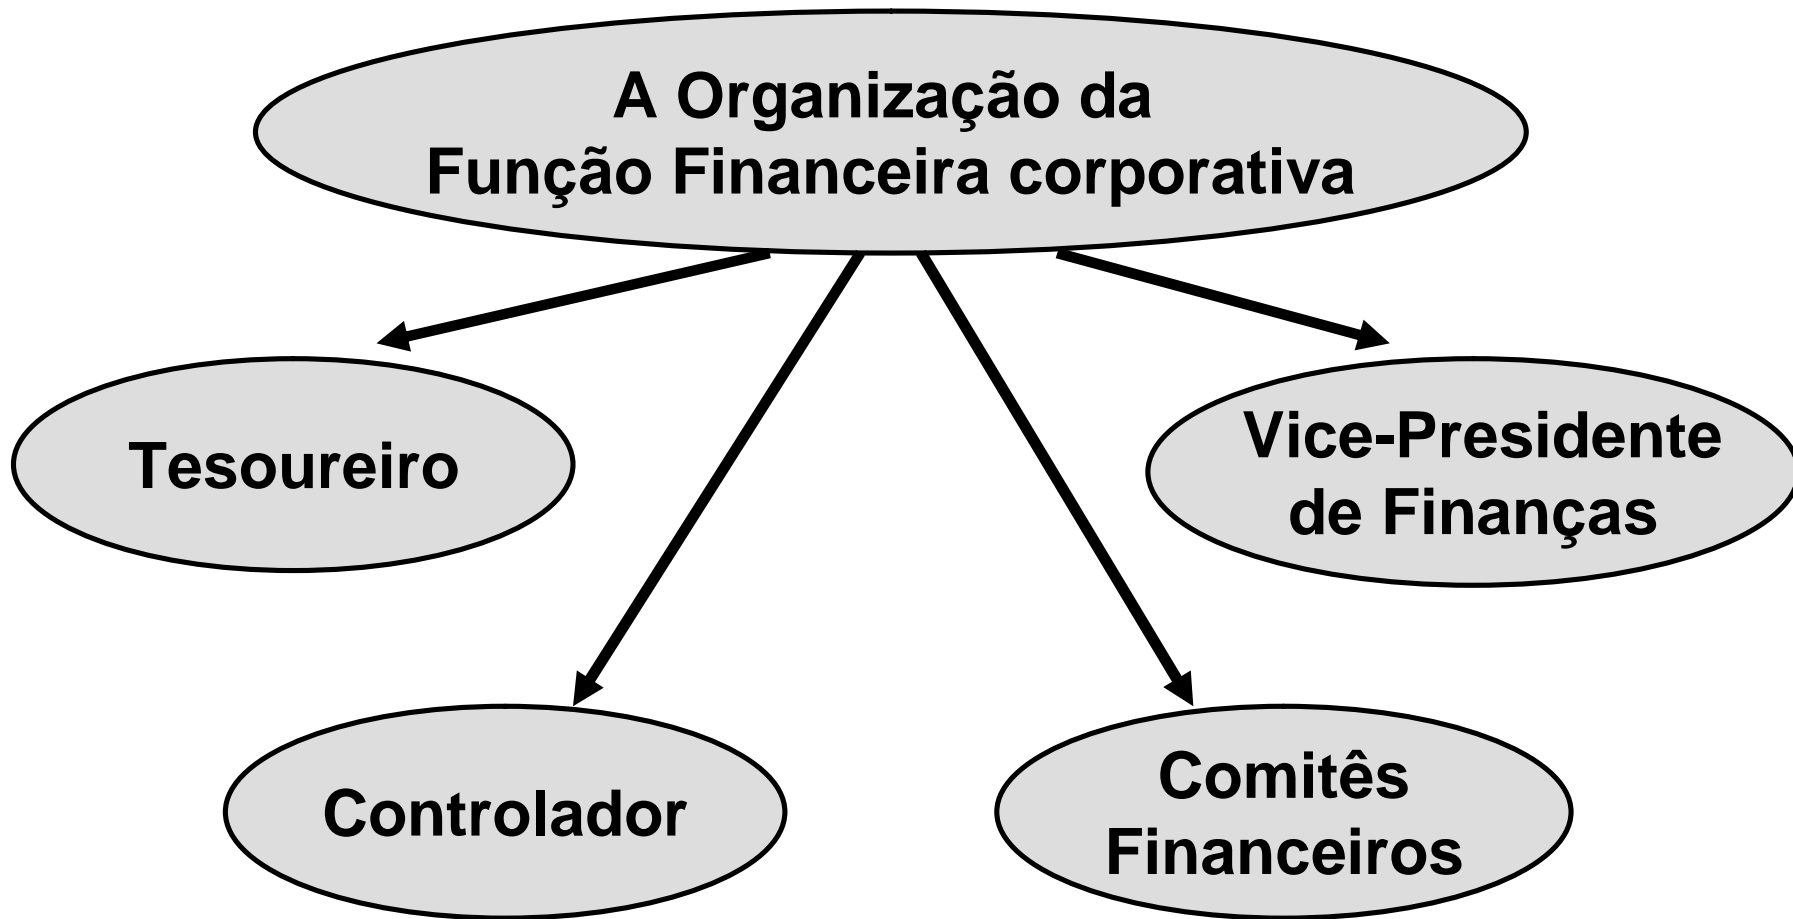 A Organização da
Função Financeira corporativa
Tesoureiro
Vice-Presidente
de Finanças
Controlador
Comitês
Financeiros